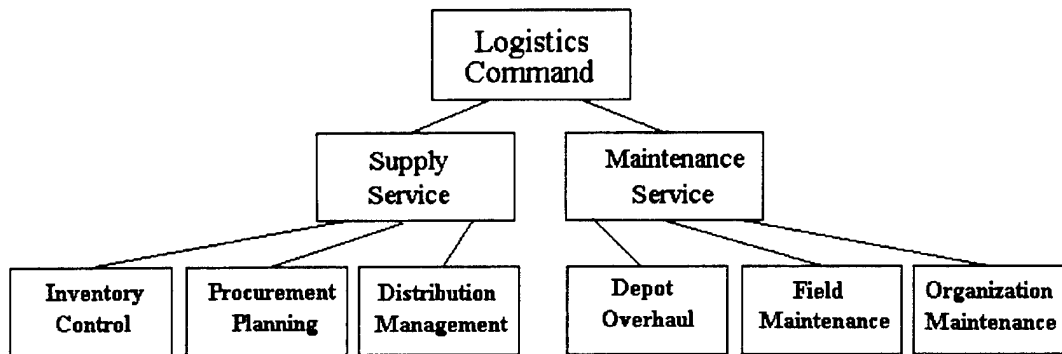 Logistics
Command
Supply
Service
Maintenance
Service
Inventory
Control
Procurement
Planning
Distribution
Management
Depot
Overhaul
Field
Maintenance
Organization
Maintenance